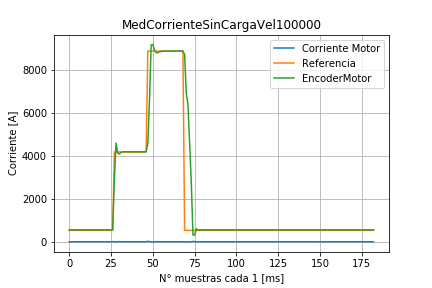 MedCorrienteSinCargaVel100000
Corriente Motor
Referencia
EncoderMotor
Corriente [A]
8000
6000
4000
2000
0
0 25 50 75 100 125 150 175
N° muestras cada 1 [ms]